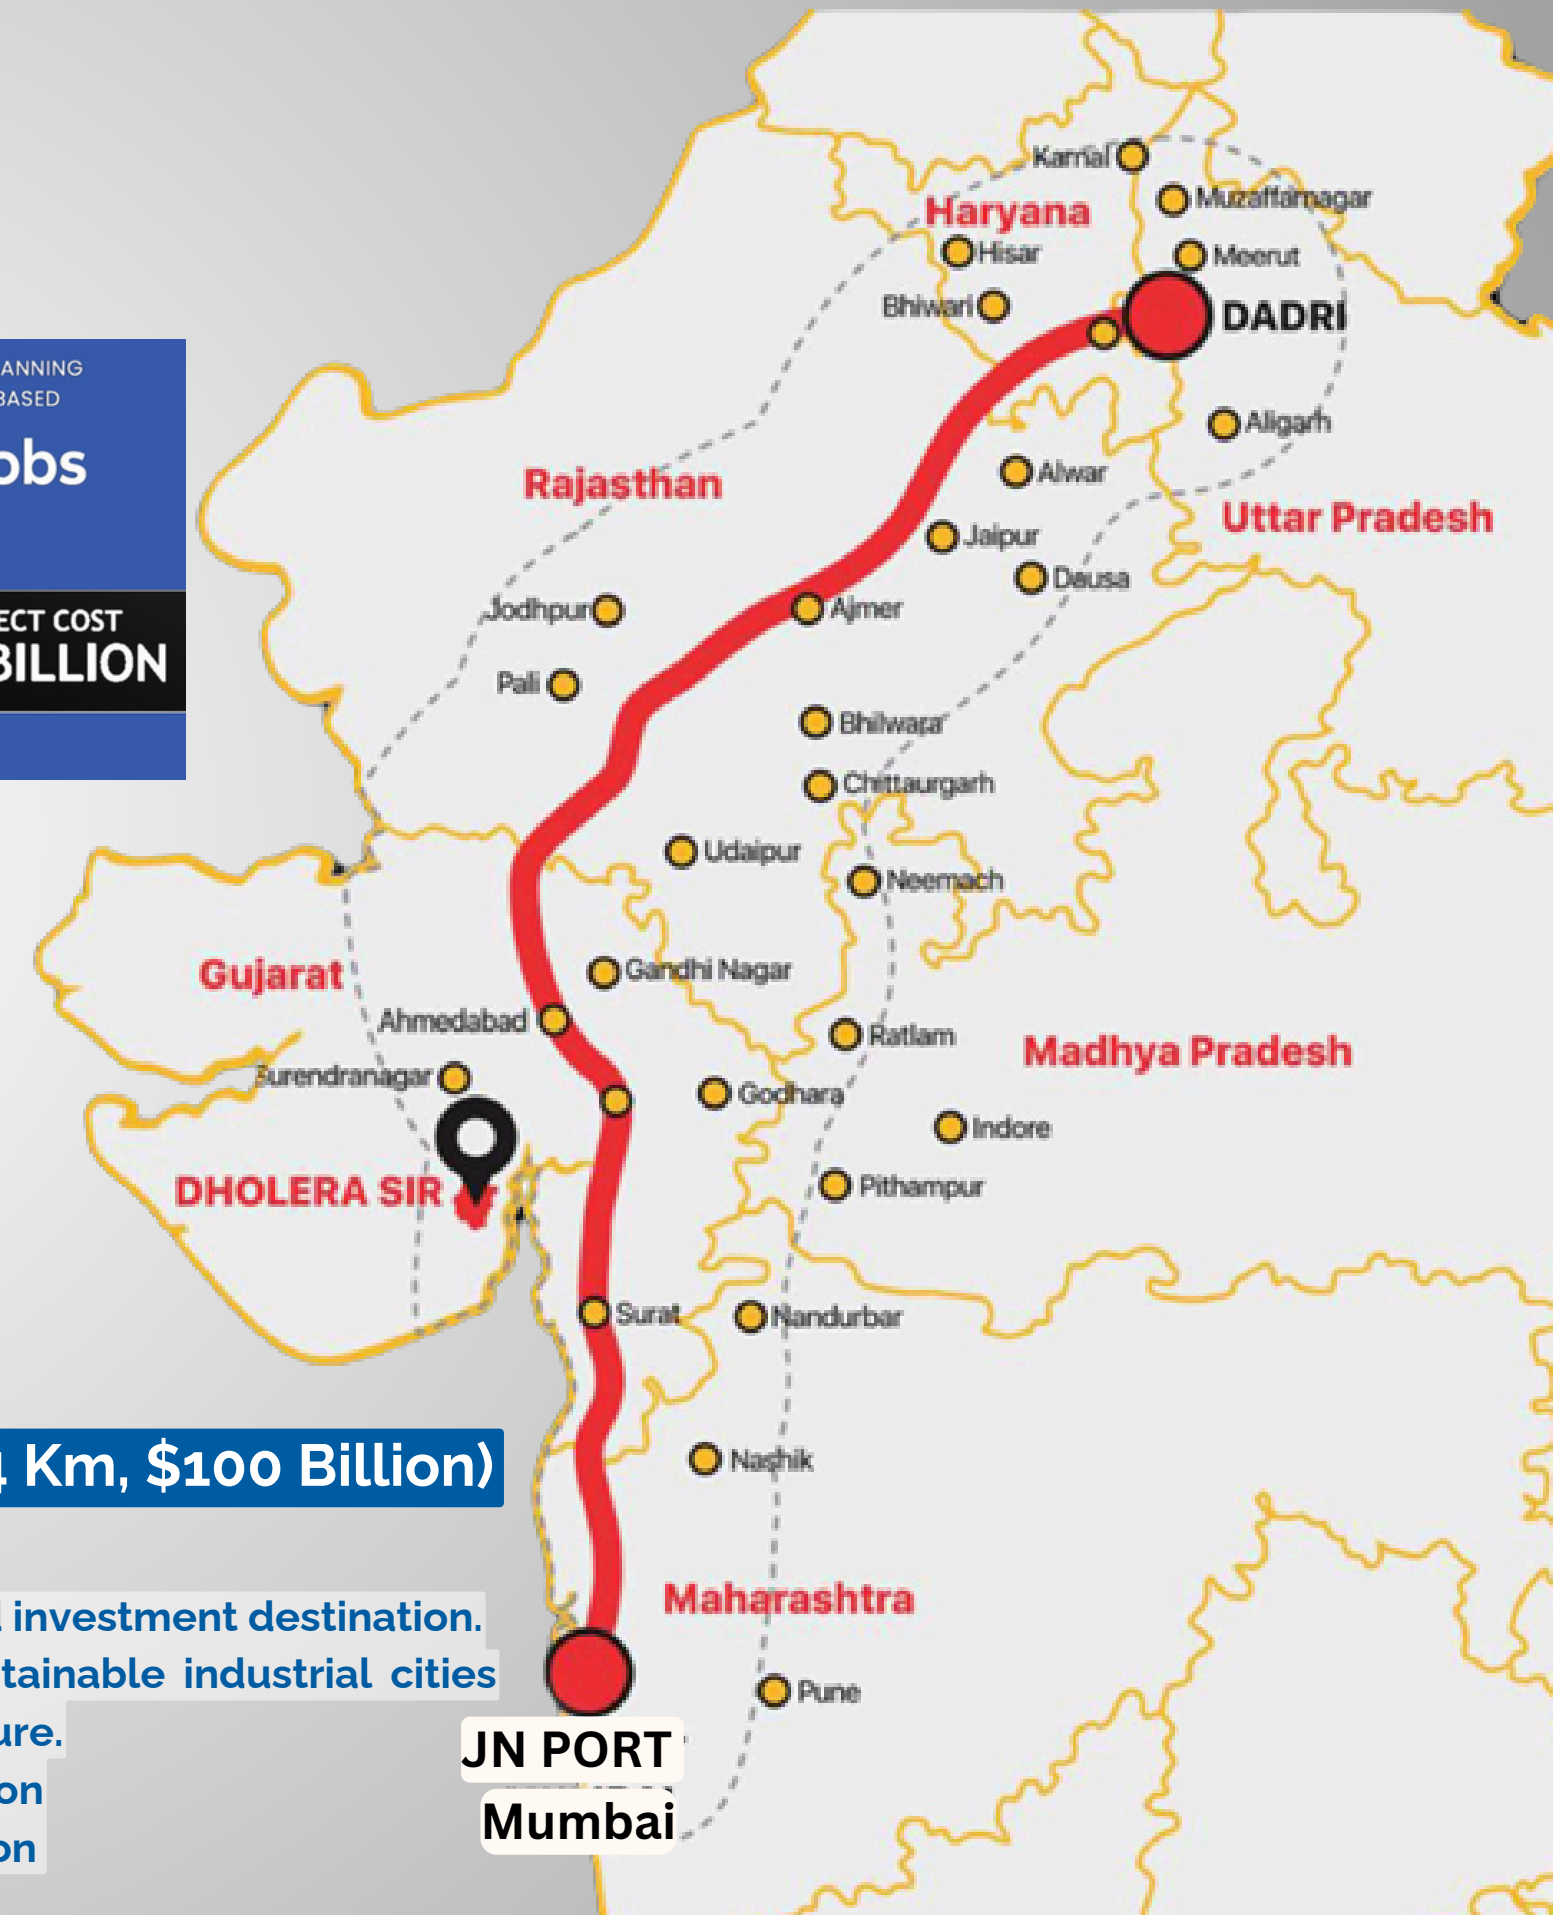 Karnal
Muzaffarnagar
Haryana
Hisar
Meerut
Bhiwari
DADRI
ANNING
BASED
obs
Aligarh
Alwar
Rajasthan
Uttar Pradesh
Jaipur
Dausa
Jodhpur
Ajmer
ECT COST
BILLION
Pali
Bhilwara
Chittaurgarh
Udaipur
Neemach
Gujarat
Gandhi Nagar
Ahmedabad
Ratlam
Madhya Pradesh
Surendranagar
Godhara
Indore
DHOLERA SIR
Pithampur
Surat
Nandurbar
4 Km, $100 Billion)
Nashik
Maharashtra
investment destination.
tainable industrial cities
ure.
Pune
JN PORT
on
Mumbai
on